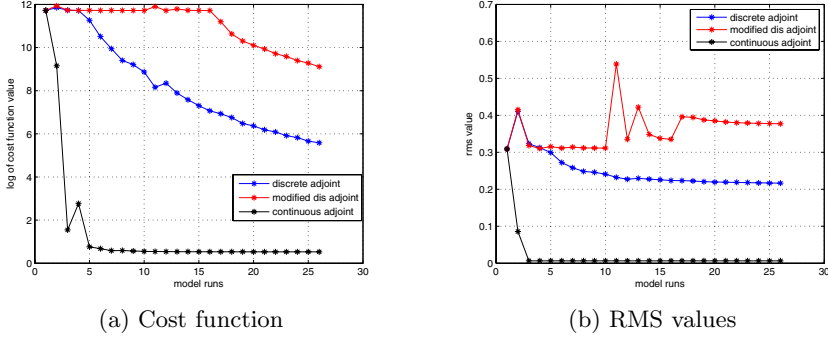 12
10
8
6
4
2
0
0
5
10
15
20
25
30
log of cost function value
model runs
discrete adjoint
modified dis adjoint
continuous adjoint
(a) Cost function
0.7
0.6
0.5
0.4
0.3
0.2
0.1
0
0
5
10
15
20
25
30
rms value
model runs
discrete adjoint
modified dis adjoint
continuous adjoint
(b) RMS values